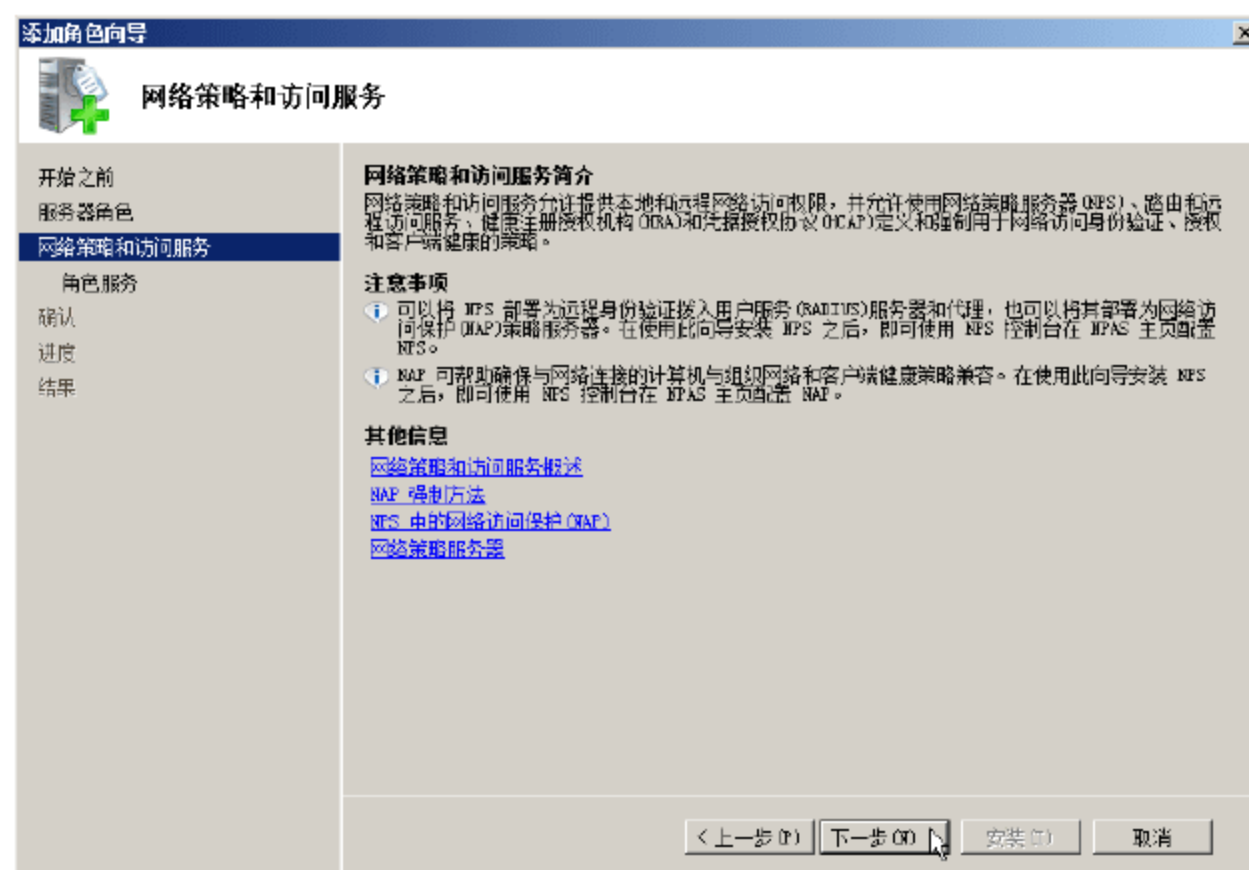 添加角色向导
网络策略和访问服务
开始之前
服务器角色
网络策略和访问服务
角色服务
确认
进度
结果
网络策略和访问服务简介
网络策略和访问服务允许提供本地和远程网络访问权限，并允许使用网络策略服务器(NPS)、路由和远
程访问服务、健康注册授权机构(HRA)和凭据授权协议(HCAP)定义和强制用于网络访问身份验证、授权
和客户端健康的策略。
注意事项
可以将 NPS 部署为远程身份验证拨入用户服务(RADIUS)服务器和代理，也可以将其部署为网络访
问保护(NAP)策略服务器。在使用此向导安装 NPS 之后，即可使用 NPS 控制台在 NPAS 主页配置
NPS。
NAP 可帮助确保与网络连接的计算机与组织网络和客户端健康策略兼容。在使用此向导安装 NPS
之后，即可使用 NPS 控制台在 NPAS 主页配置 NAP。
其他信息
网络策略和访问服务概述
NAP 强制方法
NPS 中的网络访问保护(NAP)
网络策略服务器
< 上一步(P) 下一步(N) 安装(I) 取消